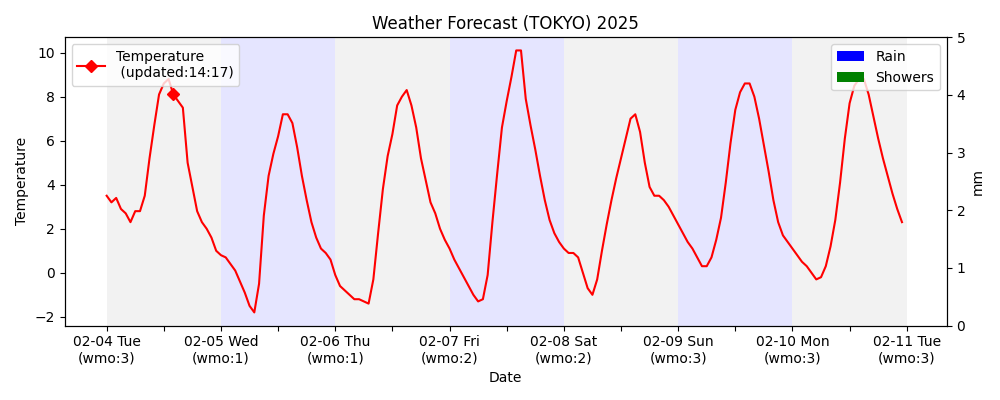 Weather Forecast (TOKYO) 2025
Temperature
(updated:14:17)
Rain
Showers
10
8
6
4
2
0
−2
Temperature
5
4
3
2
1
0
mm
02-04 Tue
(wmo:3)
02-05 Wed
(wmo:1)
02-06 Thu
(wmo:1)
02-07 Fri
(wmo:2)
02-08 Sat
(wmo:2)
02-09 Sun
(wmo:3)
02-10 Mon
(wmo:3)
02-11 Tue
(wmo:3)
Date